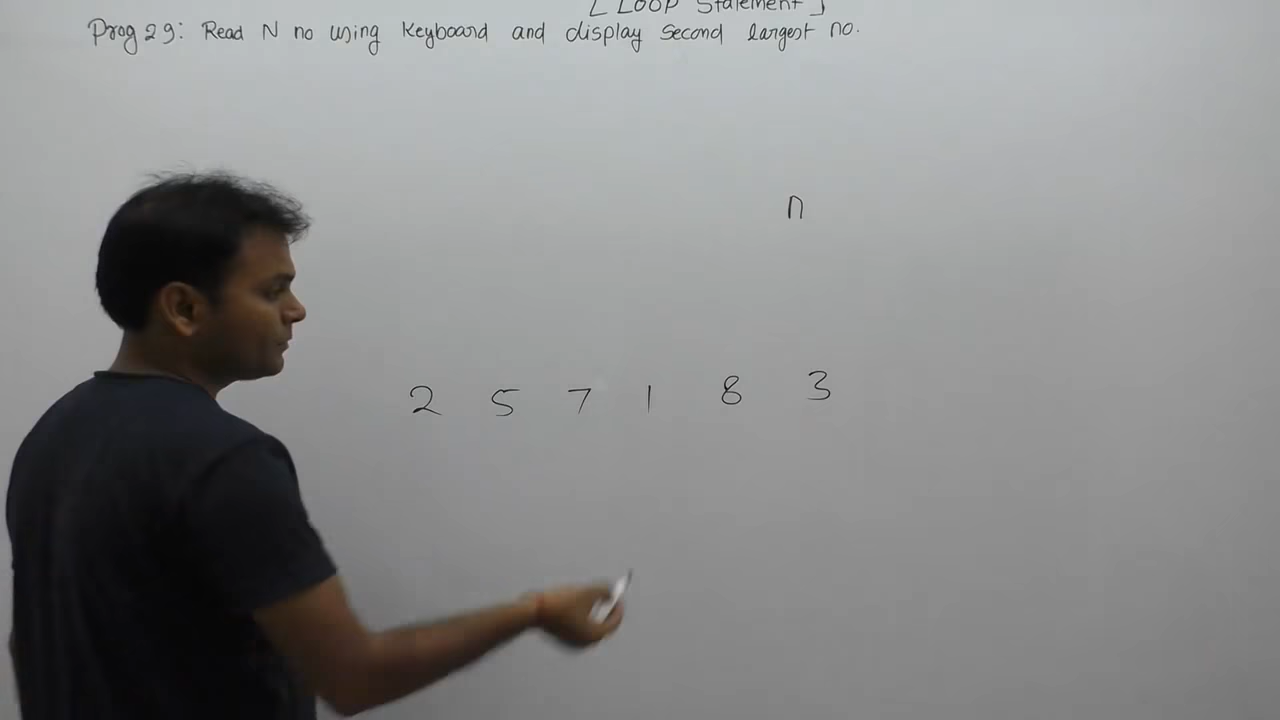 [ Loop Statement ]
Prog 29: Read N no using Keyboard and display Second largest no.
n
2 5 7 1 8 3